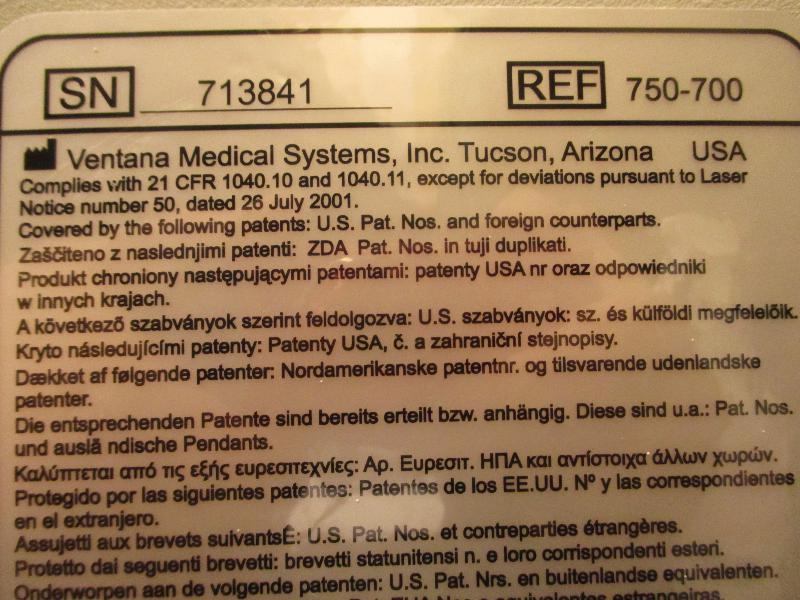 SN 713841 REF 750-700
Ventana Medical Systems, Inc. Tucson, Arizona USA
Complies with 21 CFR 1040.10 and 1040.11, except for deviations pursuant to Laser
Notice number 50, dated 26 July 2001.
Covered by the following patents: U.S. Pat. Nos. and foreign counterparts.
Zaščiteno z naslednjimi patenti: ZDA Pat. Nos. in tuji duplikati.
Produkt chroniony następującymi patentami: patenty USA nr oraz odpowiedniki
w innych krajach.
A következő szabványok szerint feldolgozva: U.S. szabványok: sz. és külföldi megfelelőik.
Kryto následujícími patenty: Patenty USA, č. a zahraniční stejnopisy.
Dækket af følgende patenter: Nordamerikanske patentnr. og tilsvarende udenlandske
patenter.
Die entsprechenden Patente sind bereits erteilt bzw. anhängig. Diese sind u.a.: Pat. Nos.
und auslä ndische Pendants.
Καλύπτεται από τις εξής ευρεσιτεχνίες: Αρ. Ευρεσιτ. ΗΠΑ και αντίστοιχα άλλων χωρών.
Protegido por las siguientes patentes: Patentes de los EE.UU. Nº y las correspondientes
en el extranjero.
Assujetti aux brevets suivantsÊ: U.S. Pat. Nos. et contreparties étrangères.
Protetto dai seguenti brevetti: brevetti statunitensi n. e loro corrispondenti esteri.
Onderworpen aan de volgende patenten: U.S. Pat. Nrs. en buitenlandse equivalenten.
Pat. EUA Nos e equivalentes estrangeiras.